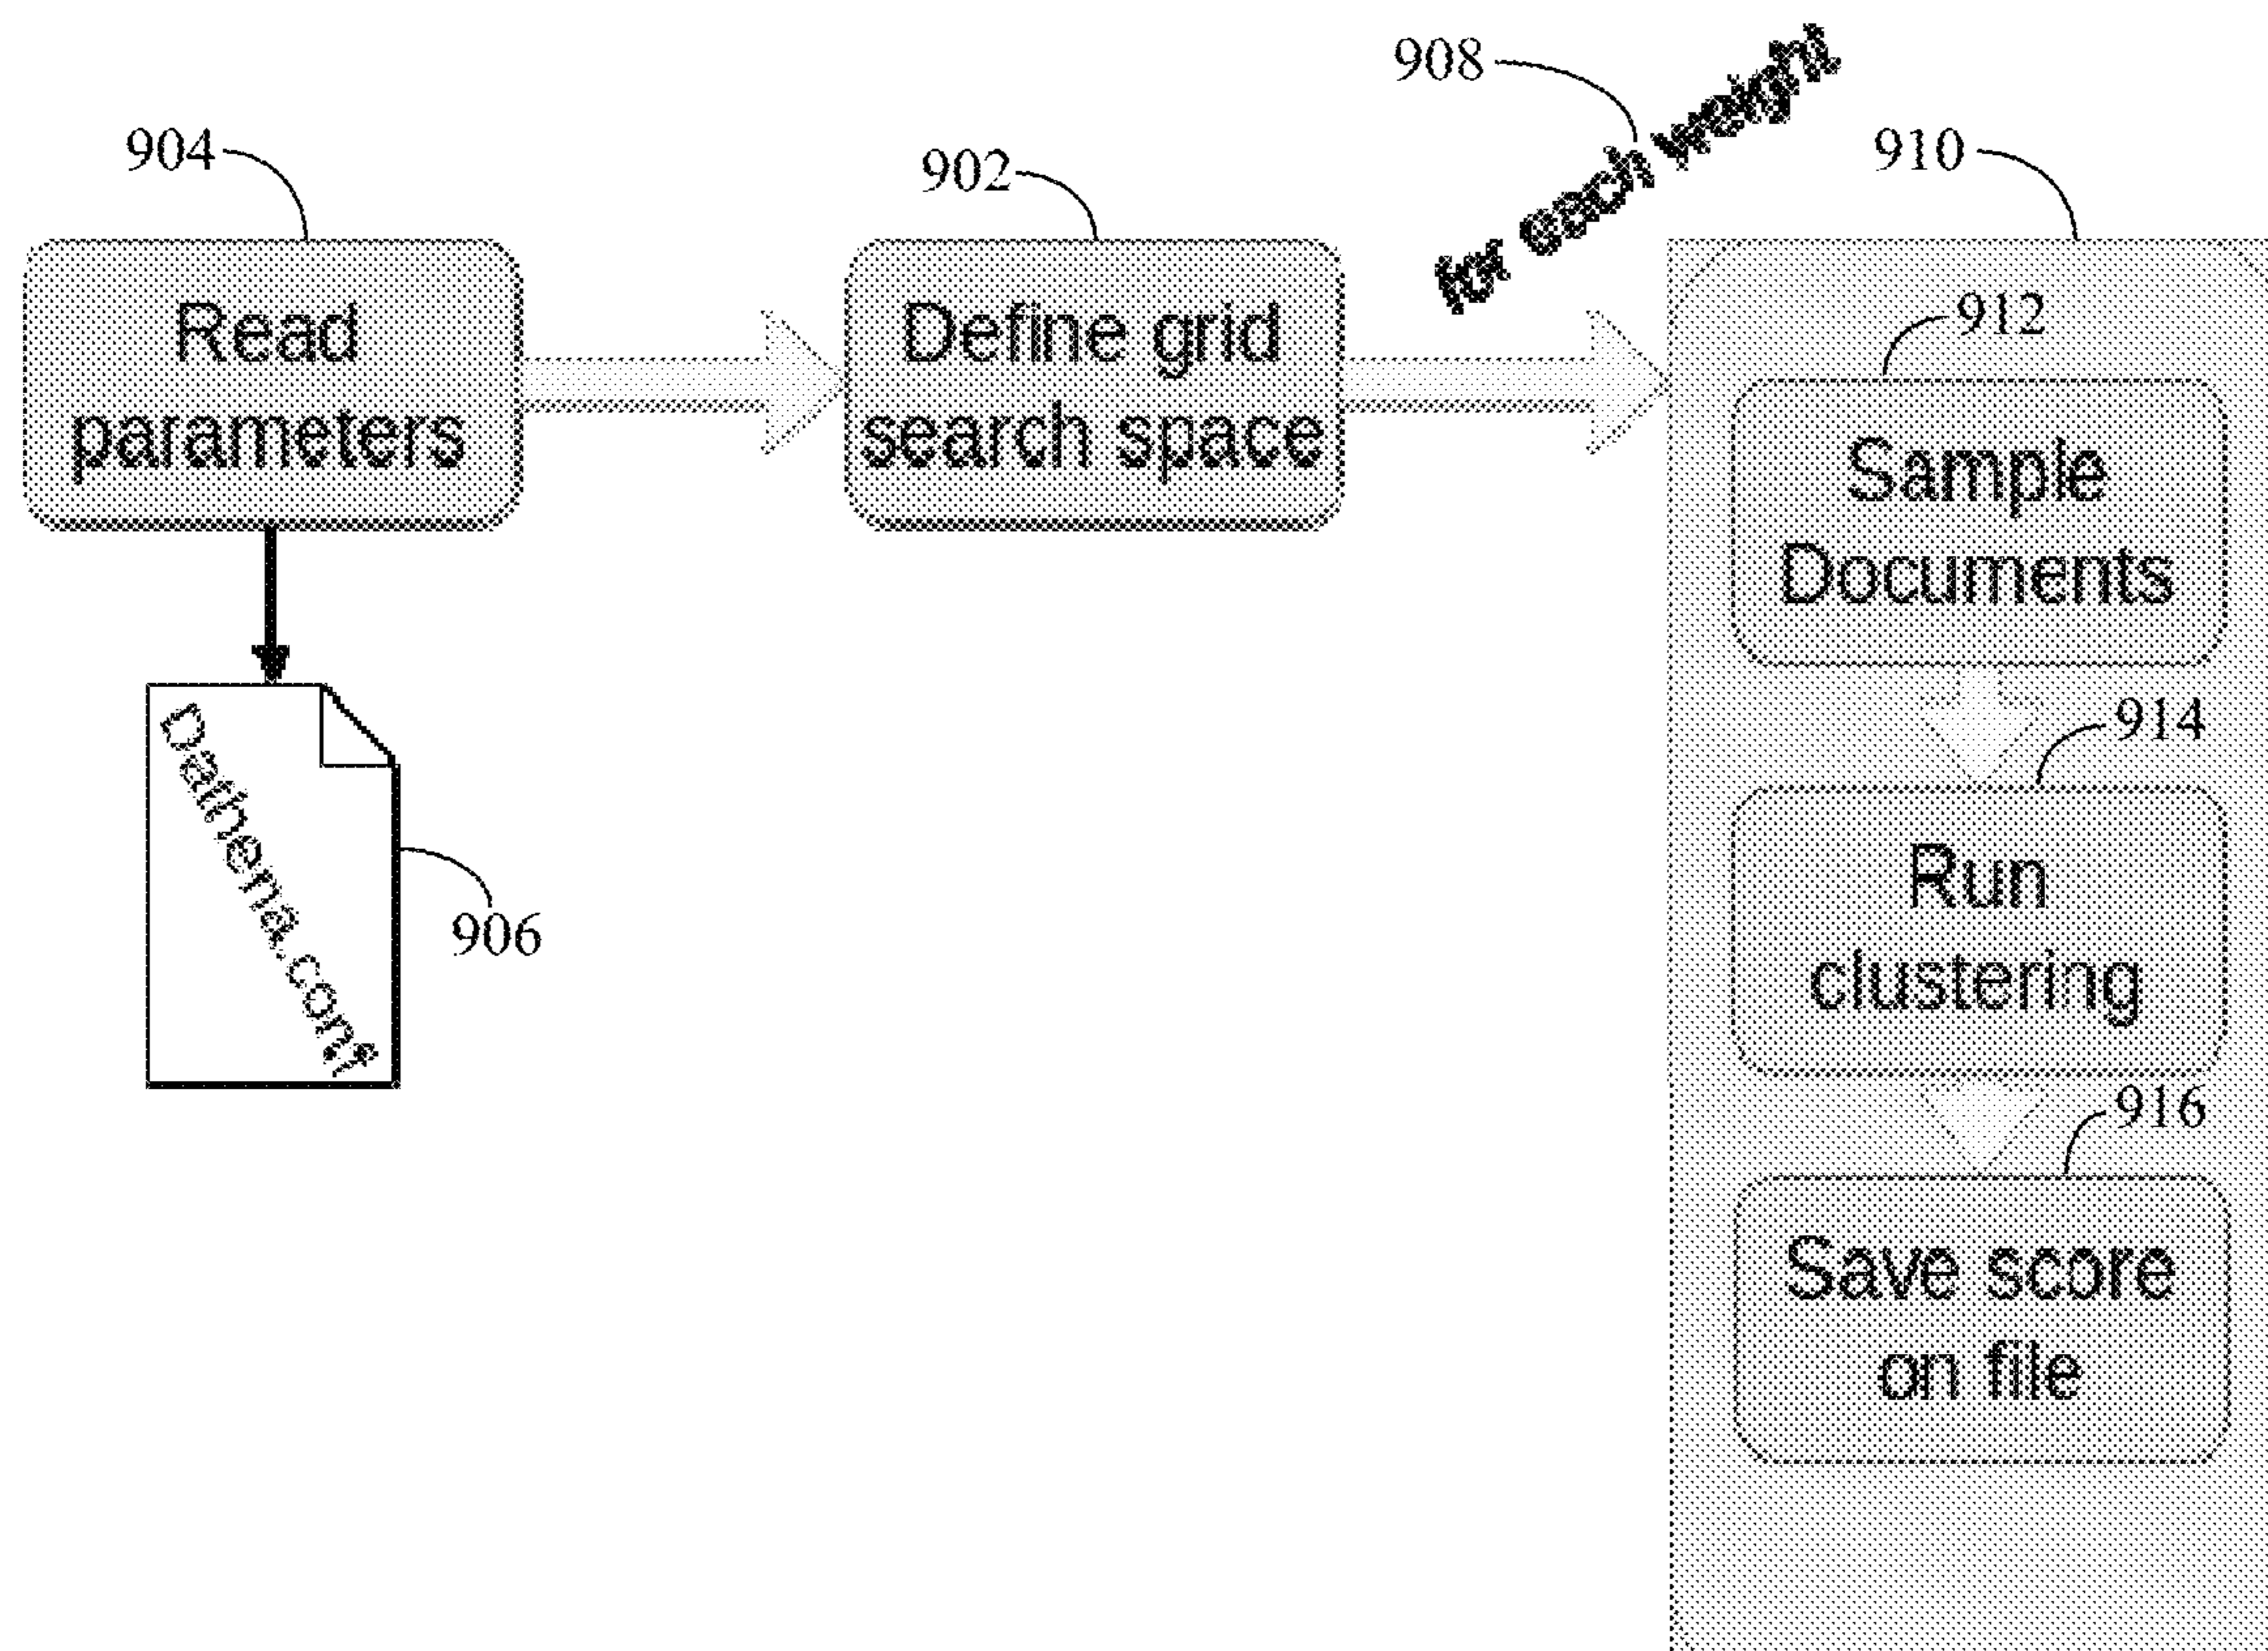 908
for each weight
904
902
910
Read
parameters
Define grid
search space
912
Sample
Documents
914
Dathena.conf
906
Run
clustering
916
Save score
on file